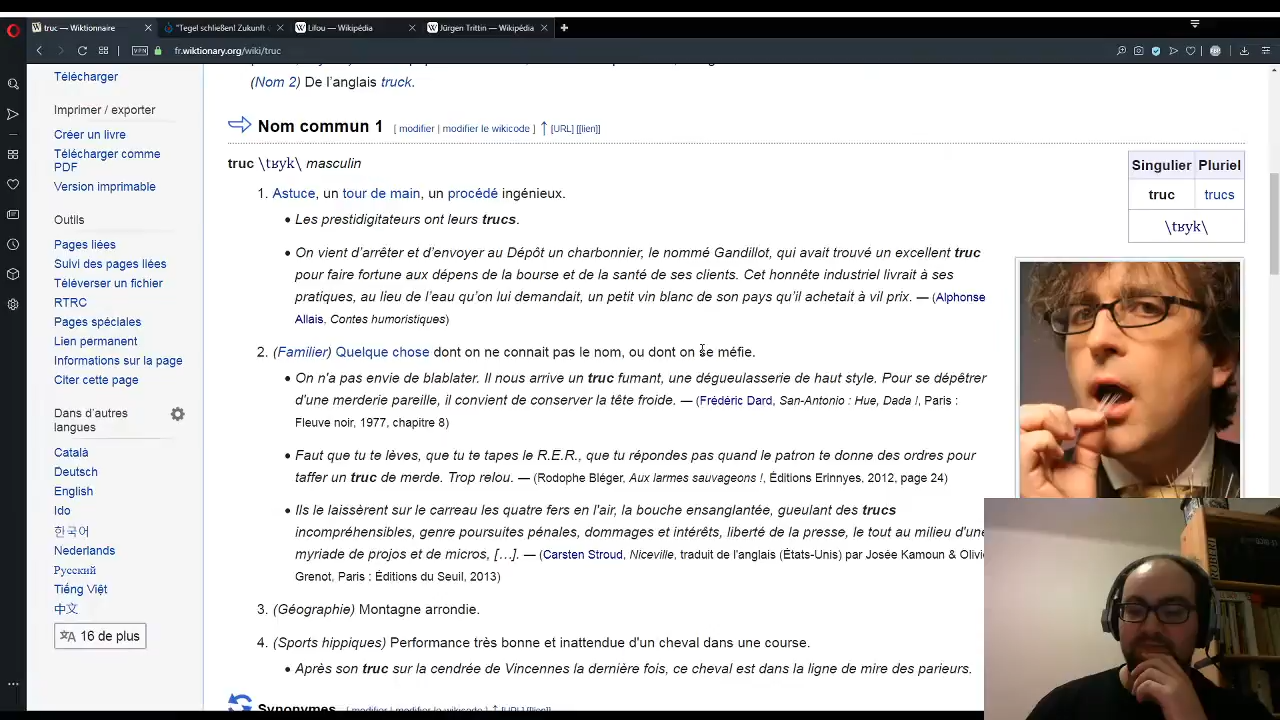 truc — Wiktionnaire
"Tegel schließen! Zukunft
Lifou — Wikipédia
Jürgen Trittin — Wikipédia
VPN
fr.wiktionary.org/wiki/truc
Télécharger
Imprimer / exporter
Créer un livre
Télécharger comme
PDF
Version imprimable
Outils
Pages liées
Suivi des pages liées
Téléverser un fichier
RTRC
Pages spéciales
Lien permanent
Informations sur la page
Citer cette page
Dans d'autres
langues
Català
Deutsch
English
Ido
한국어
Nederlands
Русский
Tiếng Việt
中文
16 de plus
(Nom 2) De l'anglais truck.
Nom commun 1 [ modifier | modifier le wikicode ] ↑ [URL] [[lien]]
truc \tʁyk\ masculin
1. Astuce, un tour de main, un procédé ingénieux.
• Les prestidigitateurs ont leurs trucs.
• On vient d'arrêter et d'envoyer au Dépôt un charbonnier, le nommé Gandillot, qui avait trouvé un excellent truc
pour faire fortune aux dépens de la bourse et de la santé de ses clients. Cet honnête industriel livrait à ses
pratiques, au lieu de l'eau qu'on lui demandait, un petit vin blanc de son pays qu'il achetait à vil prix. — (Alphonse
Allais, Contes humoristiques)
2. (Familier) Quelque chose dont on ne connait pas le nom, ou dont on se méfie.
• On n'a pas envie de blablater. Il nous arrive un truc fumant, une dégueulasserie de haut style. Pour se dépêtrer
d'une merderie pareille, il convient de conserver la tête froide. — (Frédéric Dard, San-Antonio : Hue, Dada !, Paris :
Fleuve noir, 1977, chapitre 8)
• Faut que tu te lèves, que tu te tapes le R.E.R., que tu répondes pas quand le patron te donne des ordres pour
taffer un truc de merde. Trop relou. — (Rodophe Bléger, Aux larmes sauvageons !, Éditions Erinnyes, 2012, page 24)
• Ils le laissèrent sur le carreau les quatre fers en l'air, la bouche ensanglantée, gueulant des trucs
incompréhensibles, genre poursuites pénales, dommages et intérêts, liberté de la presse, le tout au milieu d'une
myriade de projos et de micros, […]. — (Carsten Stroud, Niceville, traduit de l'anglais (États-Unis) par Josée Kamoun & Olivi
Grenot, Paris : Éditions du Seuil, 2013)
3. (Géographie) Montagne arrondie.
4. (Sports hippiques) Performance très bonne et inattendue d'un cheval dans une course.
• Après son truc sur la cendrée de Vincennes la dernière fois, ce cheval est dans la ligne de mire des parieurs.
Synonymes [ modifier | modifier le wikicode ] ↑ [URL] [[lien]]
Singulier Pluriel
truc trucs
\tʁyk\